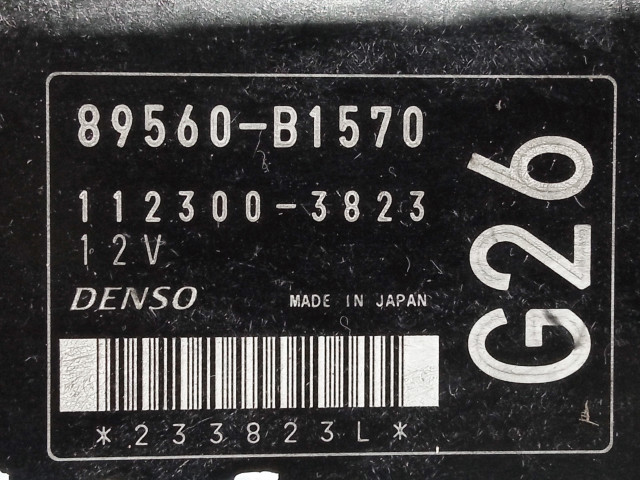 89560-B1570
112300-3823
12V
DENSO MADE IN JAPAN
*233823L*
G26